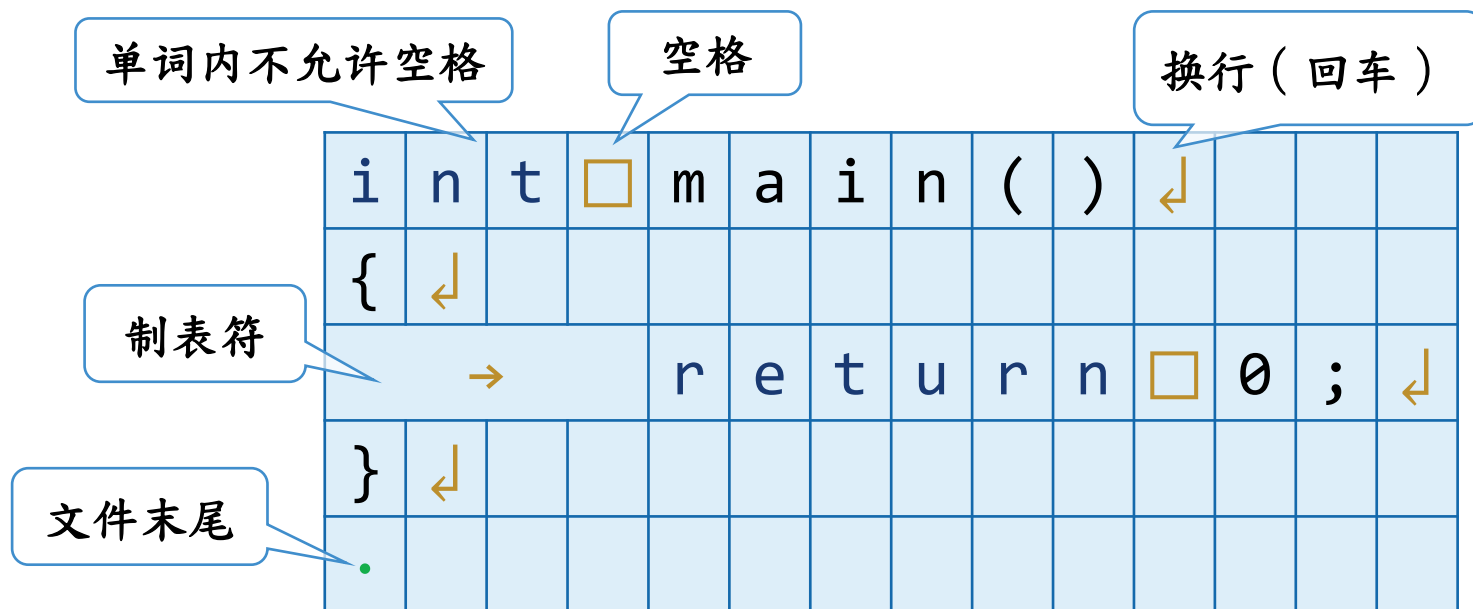 单词内不允许空格
空格
换行(回车)
int□main()↲
{↲
制表符
→return□0;↲
}↲
文件末尾
.